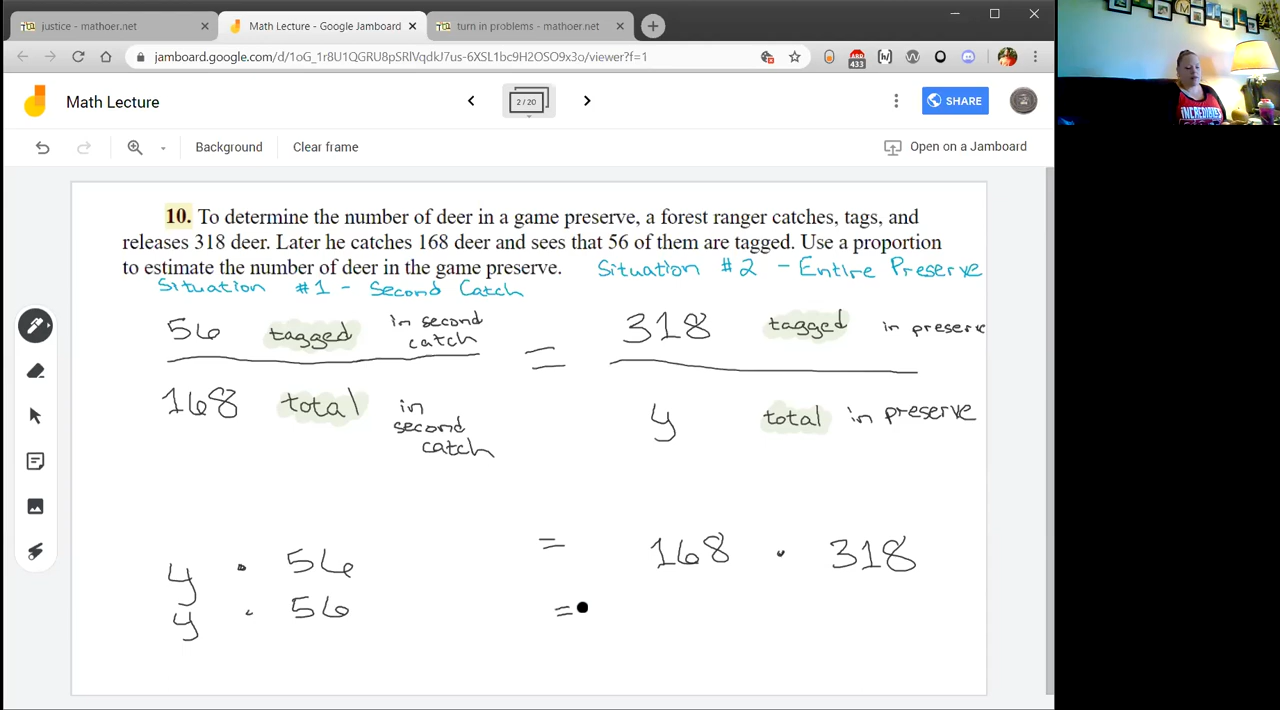 justice - mathoer.net
Math Lecture - Google Jamboard
turn in problems - mathoer.net
jamboard.google.com/d/1oG_1r8U1QGRU8pSRlVqdkJ7us-6XSL1bc9H2OSO9x3o/viewer?f=1
433
Math Lecture
2 / 20
SHARE
Background
Clear frame
Open on a Jamboard
10. To determine the number of deer in a game preserve, a forest ranger catches, tags, and
releases 318 deer. Later he catches 168 deer and sees that 56 of them are tagged. Use a proportion
to estimate the number of deer in the game preserve.
Situation #2 - Entire Preserve
Situation #1 - Second Catch
56 tagged in second catch = 318 tagged in preserve
168 total in second catch y total in preserve
y · 56 = 168 · 318
y · 56 =
INCREDIBLES